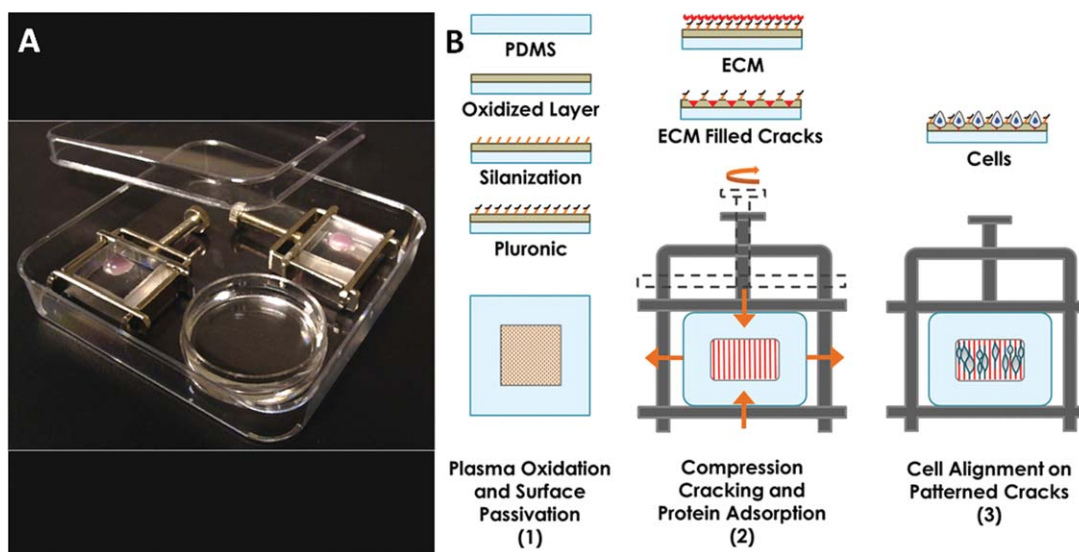 A
B
PDMS
Oxidized Layer
Silanization
Pluronic
Plasma Oxidation
and Surface
Passivation
(1)
ECM
ECM Filled Cracks
Compression
Cracking and
Protein Adsorption
(2)
Cells
Cell Alignment on
Patterned Cracks
(3)